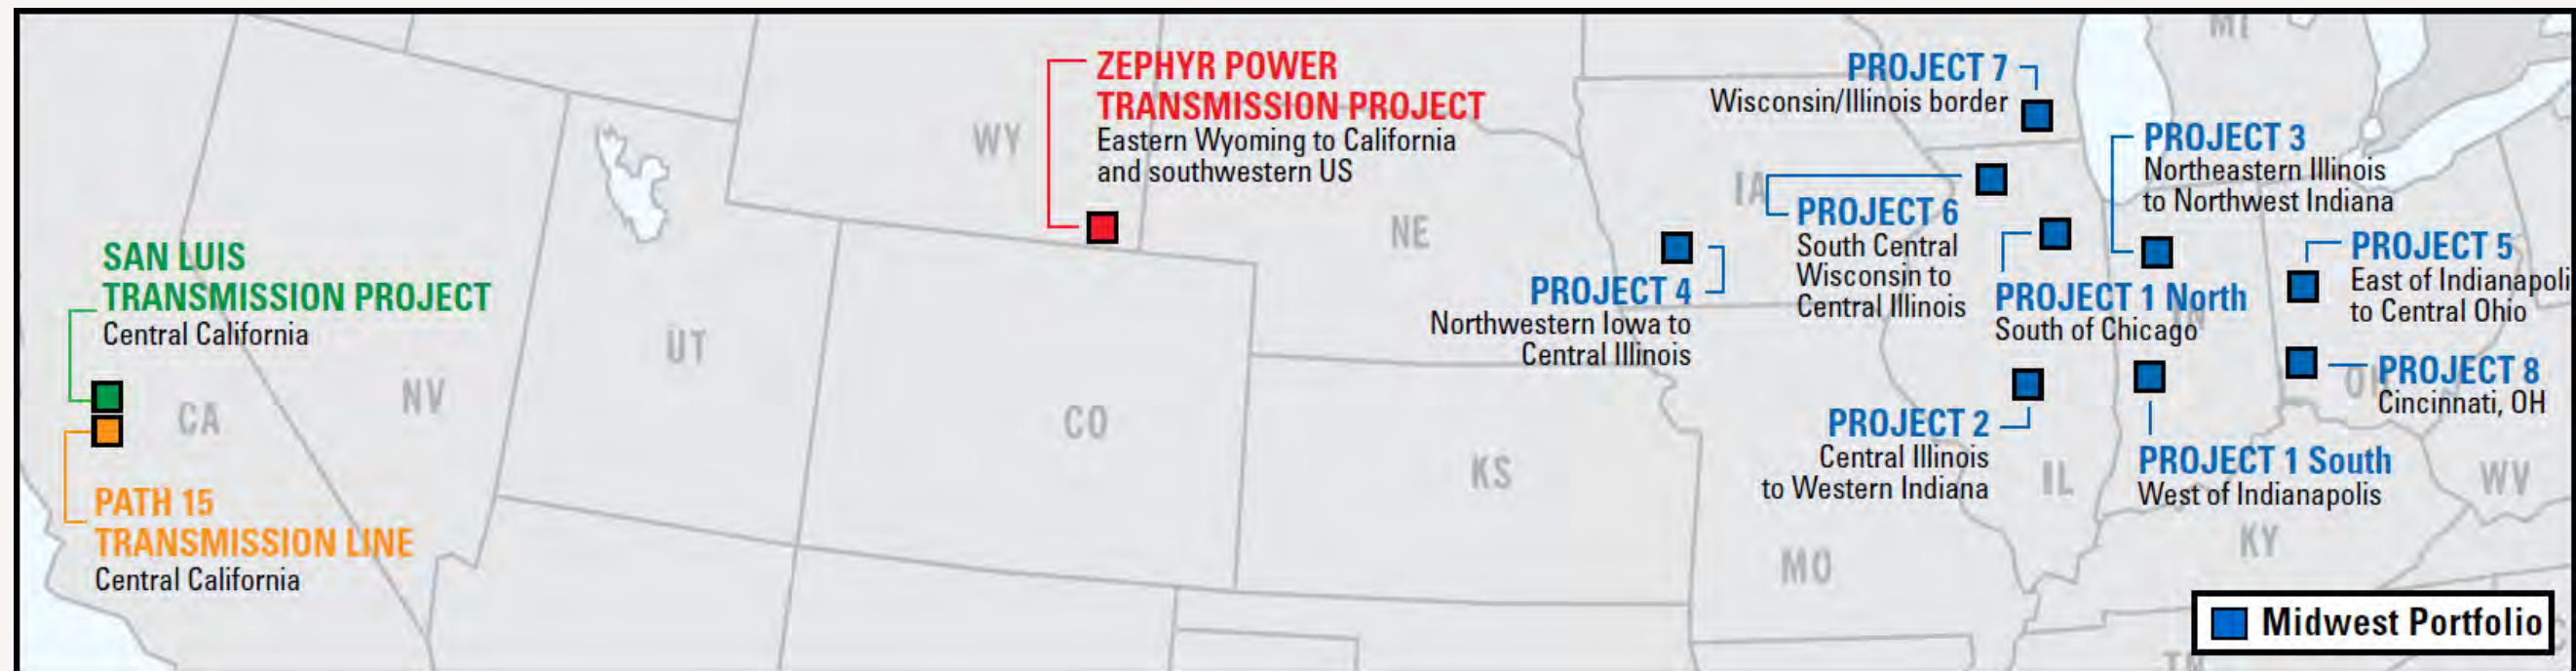 ZEPHYR POWER
TRANSMISSION PROJECT
Eastern Wyoming to California
and southwestern US
SAN LUIS
TRANSMISSION PROJECT
Central California
PATH 15
TRANSMISSION LINE
Central California
PROJECT 7
Wisconsin/Illinois border
PROJECT 3
Northeastern Illinois
to Northwest Indiana
PROJECT 6
South Central
Wisconsin to
Central Illinois
PROJECT 4
Northwestern Iowa to
Central Illinois
PROJECT 1 North
South of Chicago
PROJECT 5
East of Indianapoli
to Central Ohio
PROJECT 8
Cincinnati, OH
PROJECT 2
Central Illinois
to Western Indiana
PROJECT 1 South
West of Indianapolis
Midwest Portfolio
WY
NE
IA
MI
UT
NV
CA
CO
KS
MO
IL
IN
KY
WV
TN